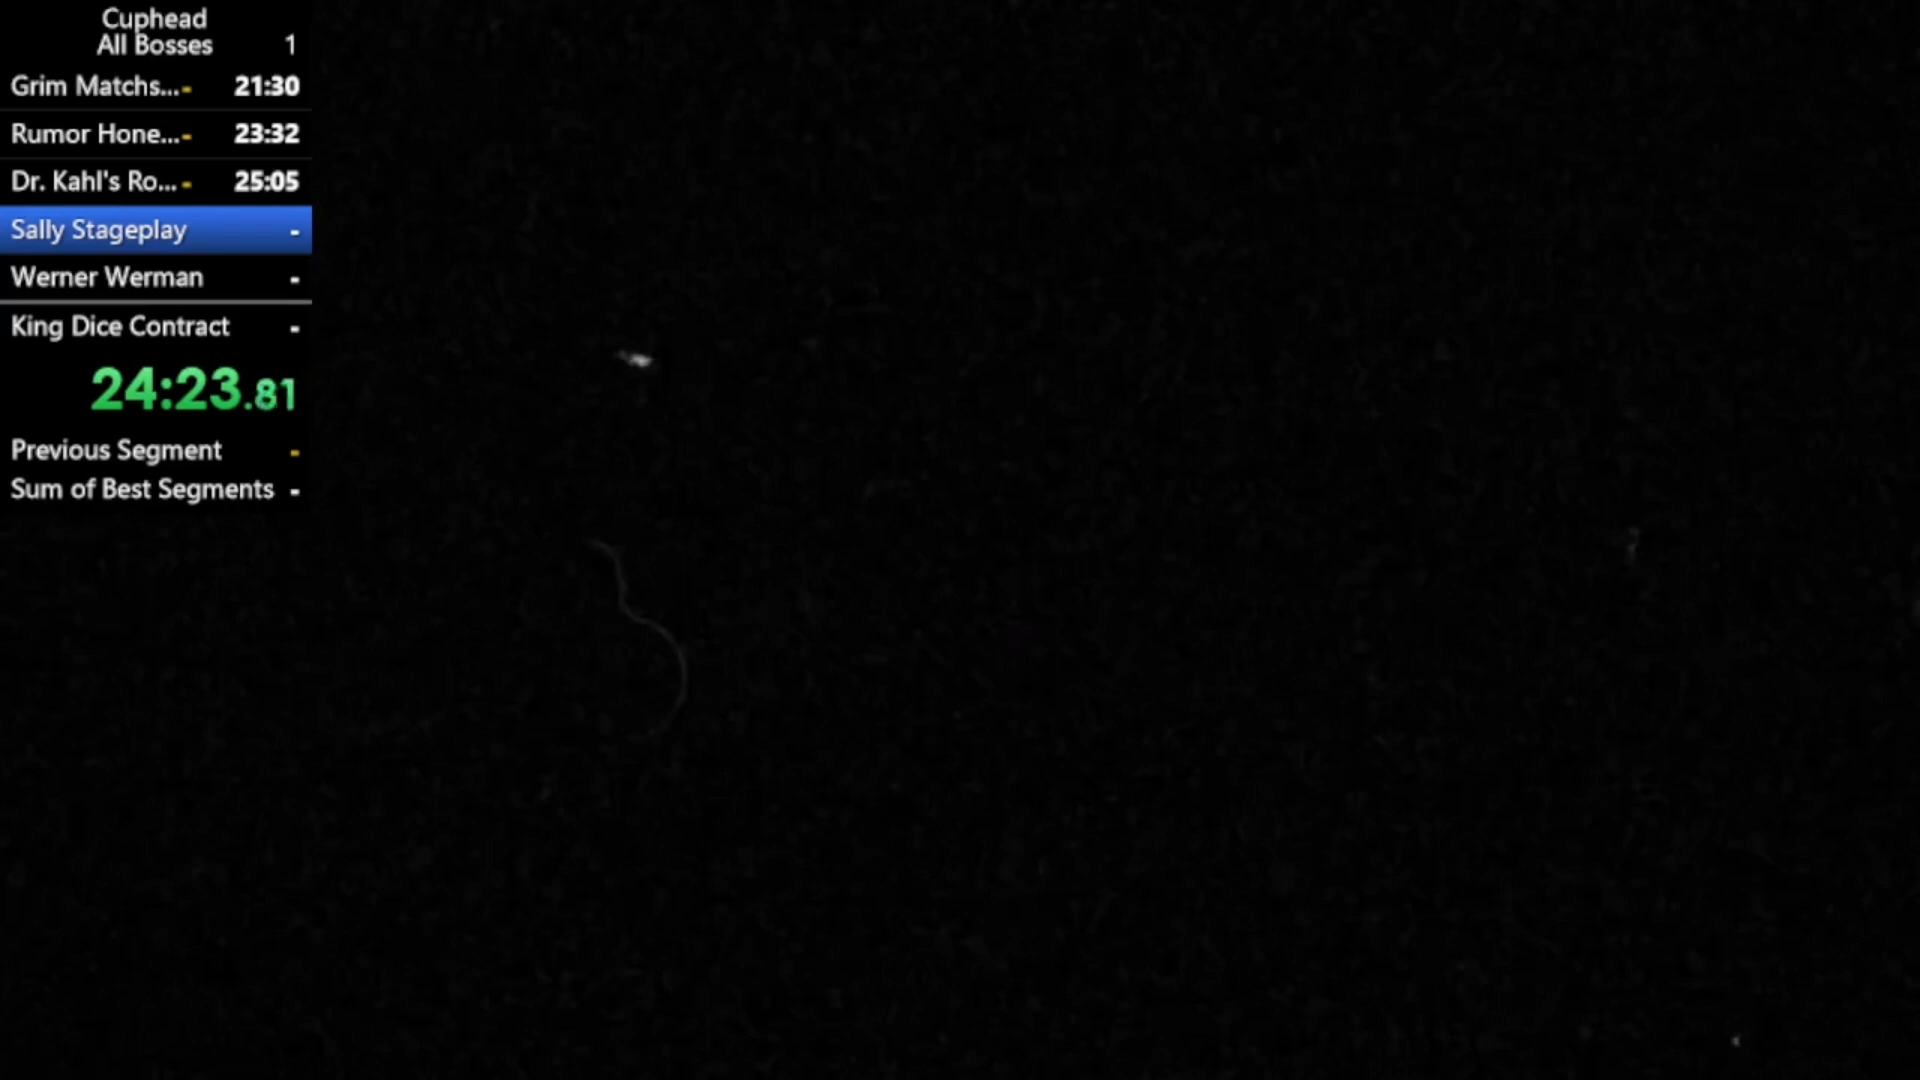 Cuphead
All Bosses 1
Grim Matchs... - 21:30
Rumor Hone... - 23:32
Dr. Kahl's Ro... - 25:05
Sally Stageplay -
Werner Werman -
King Dice Contract -
24:23.81
Previous Segment -
Sum of Best Segments -